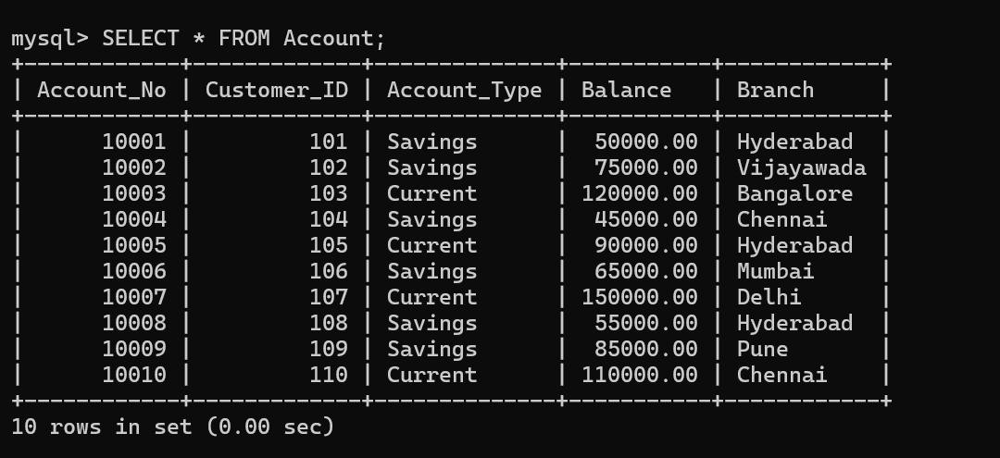 mysql> SELECT * FROM Account;
+------------+-------------+--------------+-----------+------------+
| Account_No | Customer_ID | Account_Type | Balance   | Branch     |
+------------+-------------+--------------+-----------+------------+
|      10001 |         101 | Savings      |  50000.00 | Hyderabad  |
|      10002 |         102 | Savings      |  75000.00 | Vijayawada |
|      10003 |         103 | Current      | 120000.00 | Bangalore  |
|      10004 |         104 | Savings      |  45000.00 | Chennai    |
|      10005 |         105 | Current      |  90000.00 | Hyderabad  |
|      10006 |         106 | Savings      |  65000.00 | Mumbai     |
|      10007 |         107 | Current      | 150000.00 | Delhi      |
|      10008 |         108 | Savings      |  55000.00 | Hyderabad  |
|      10009 |         109 | Savings      |  85000.00 | Pune       |
|      10010 |         110 | Current      | 110000.00 | Chennai    |
+------------+-------------+--------------+-----------+------------+
10 rows in set (0.00 sec)